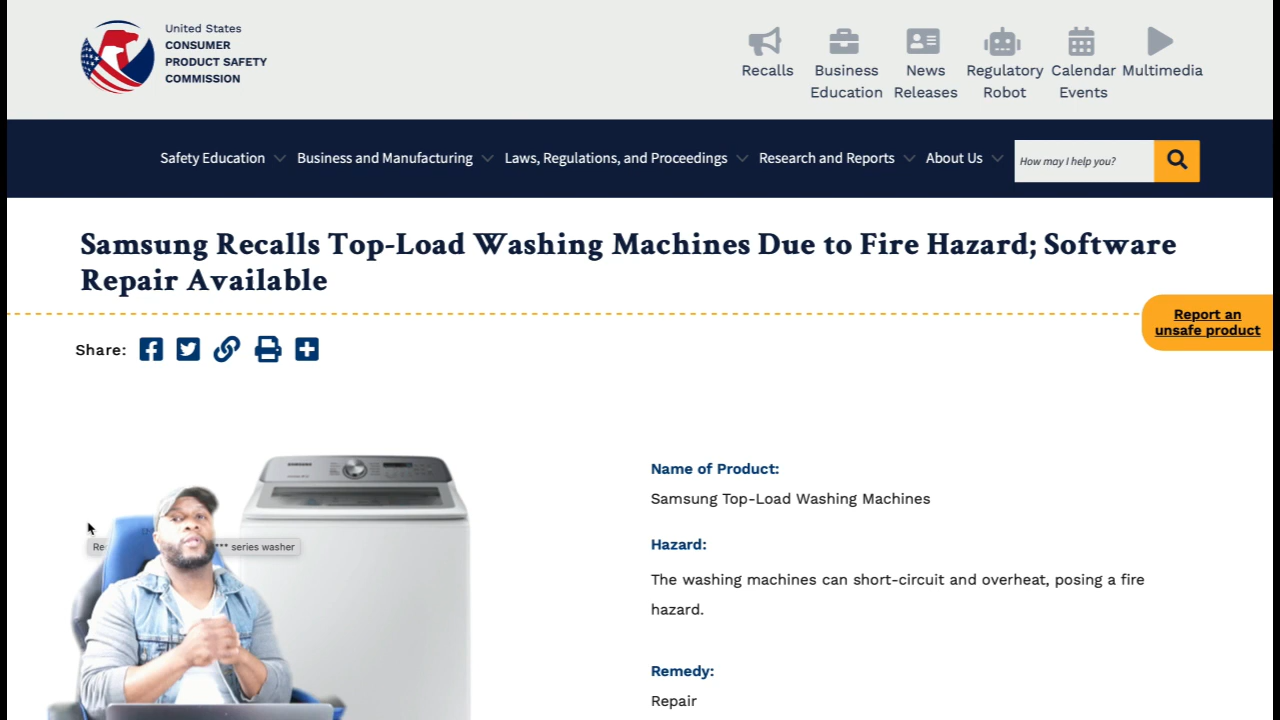 United States
CONSUMER
PRODUCT SAFETY
COMMISSION
Recalls
Business
Education
News
Releases
Regulatory
Robot
Calendar
Events
Multimedia
Safety Education
Business and Manufacturing
Laws, Regulations, and Proceedings
Research and Reports
About Us
How may I help you?
Samsung Recalls Top-Load Washing Machines Due to Fire Hazard; Software
Repair Available
Report an
unsafe product
Share:
SAMSUNG
Name of Product:
Samsung Top-Load Washing Machines
Hazard:
The washing machines can short-circuit and overheat, posing a fire
hazard.
*** series washer
Remedy:
Repair